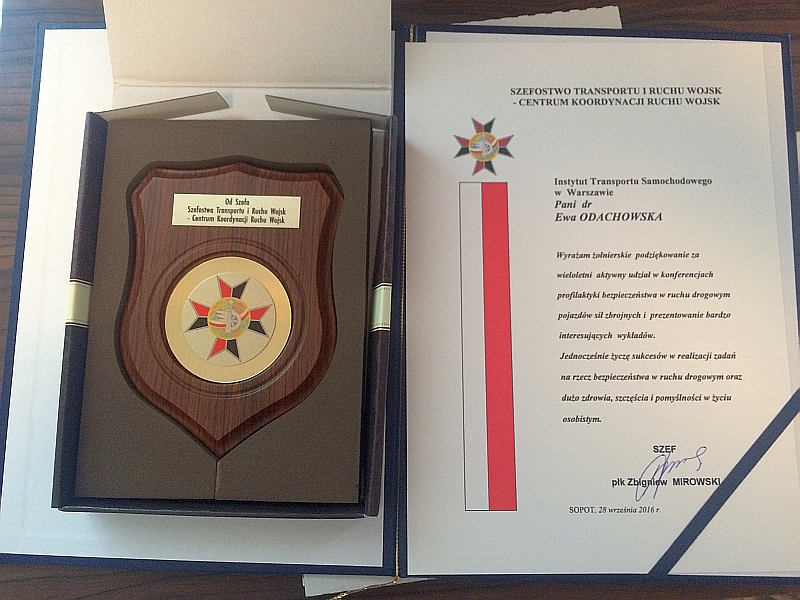 Od Szefa
Szefostwa Transportu i Ruchu Wojsk
- Centrum Koordynacji Ruchu Wojsk
SZEFOSTWO TRANSPORTU I RUCHU WOJSK
- CENTRUM KOORDYNACJI RUCHU WOJSK
Instytut Transportu Samochodowego
w Warszawie
Pani dr
Ewa ODACHOWSKA
Wyrażam żołnierskie podziękowanie za
wieloletni aktywny udział w konferencjach
profilaktyki bezpieczeństwa w ruchu drogowym
pojazdów sił zbrojnych i prezentowanie bardzo
interesujących wykładów.
Jednocześnie życzę sukcesów w realizacji zadań
na rzecz bezpieczeństwa w ruchu drogowym oraz
dużo zdrowia, szczęścia i pomyślności w życiu
osobistym.
SZEF
płk Zbigniew MIROWSKI
SOPOT, 28 września 2016 r.